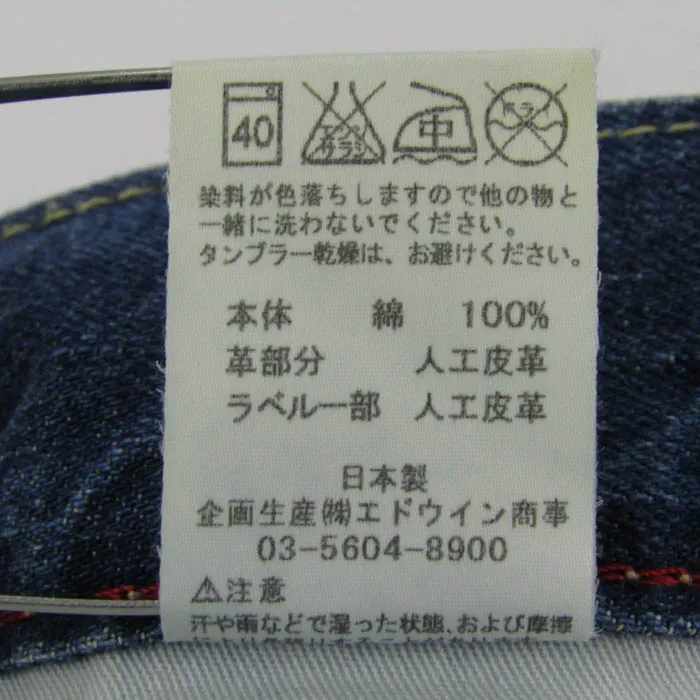 40 エンソ サラシ 中 ドライ
染料が色落ちしますので他の物と
一緒に洗わないでください。
タンブラー乾燥は、お避けください。
本体 綿 100%
革部分 人工皮革
ラベル一部 人工皮革
日本製
企画生産㈱エドウイン商事
03-5604-8900
⚠注意
汗や雨などで湿った状態、および摩擦